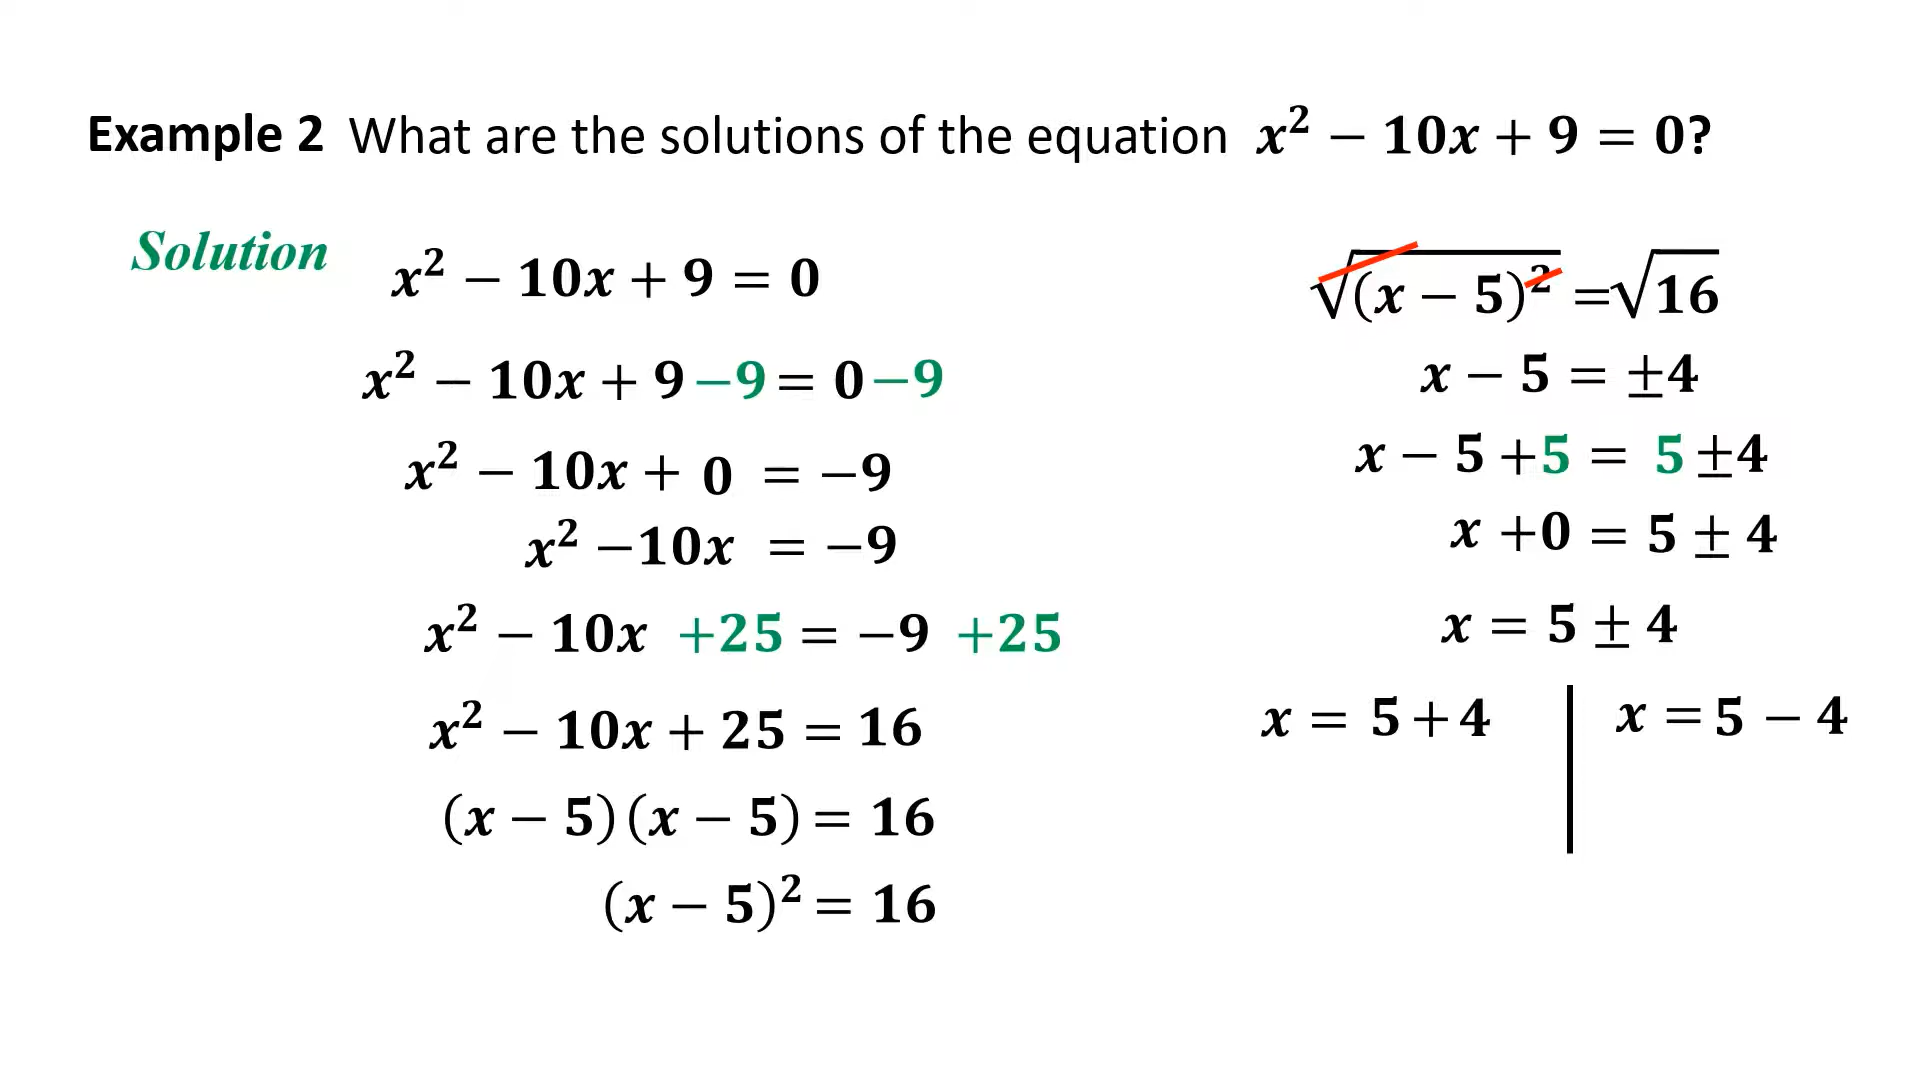 Example 2 What are the solutions of the equation x² − 10x + 9 = 0?
Solution
x² − 10x + 9 = 0
x² − 10x + 9 −9 = 0 −9
x² − 10x + 0 = −9
x² −10x = −9
x² − 10x +25 = −9 +25
x² − 10x + 25 = 16
(x − 5)(x − 5) = 16
(x − 5)² = 16
√(x − 5)² = √16
x − 5 = ±4
x − 5 +5 = 5 ±4
x +0 = 5 ± 4
x = 5 ± 4
x = 5 + 4
x = 5 − 4